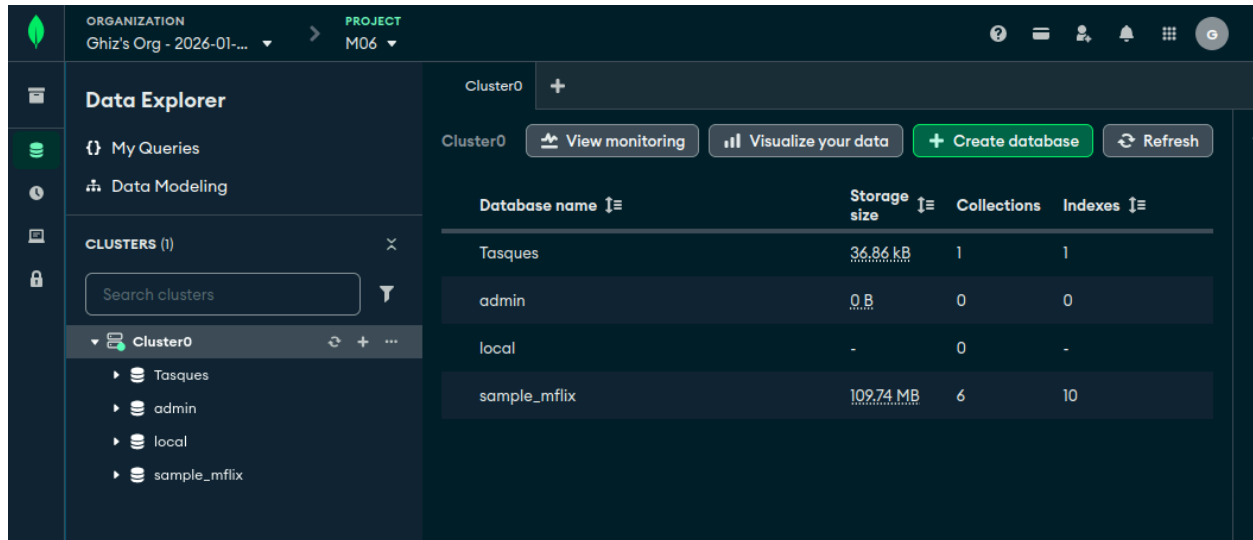 ORGANIZATION
Ghiz's Org - 2026-01-...
PROJECT
M06
G
Data Explorer
{} My Queries
Data Modeling
CLUSTERS (1)
Search clusters
Cluster0
Tasques
admin
local
sample_mflix
Cluster0
Cluster0 View monitoring Visualize your data Create database Refresh
Database name Storage size Collections Indexes
Tasques 36.86 kB 1 1
admin 0 B 0 0
local - 0 -
sample_mflix 109.74 MB 6 10